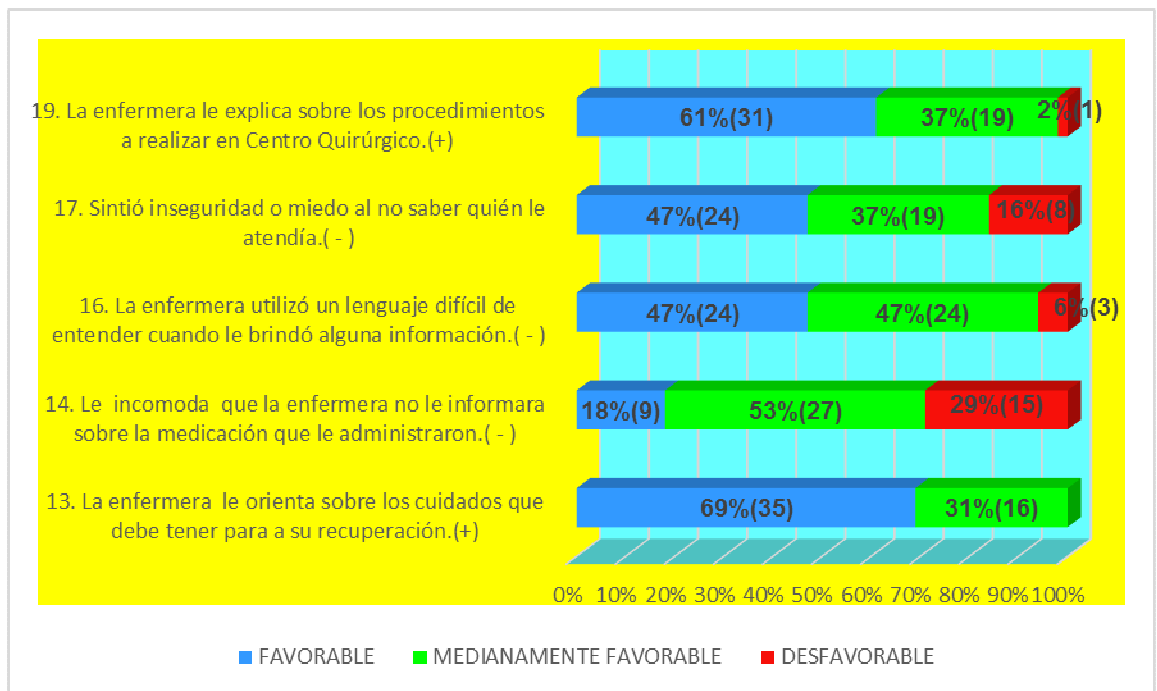 19. La enfermera le explica sobre los procedimientos
a realizar en Centro Quirúrgico.(+)
61%(31) 37%(19) 2%(1)
17. Sintió inseguridad o miedo al no saber quién le
atendía.( - )
47%(24) 37%(19) 16%(8)
16. La enfermera utilizó un lenguaje difícil de
entender cuando le brindó alguna información.( - )
47%(24) 47%(24) 6%(3)
14. Le incomoda que la enfermera no le informara
sobre la medicación que le administraron.( - )
18%(9) 53%(27) 29%(15)
13. La enfermera le orienta sobre los cuidados que
debe tener para a su recuperación.(+)
69%(35) 31%(16)
0% 10% 20% 30% 40% 50% 60% 70% 80% 90% 100%
FAVORABLE MEDIANAMENTE FAVORABLE DESFAVORABLE